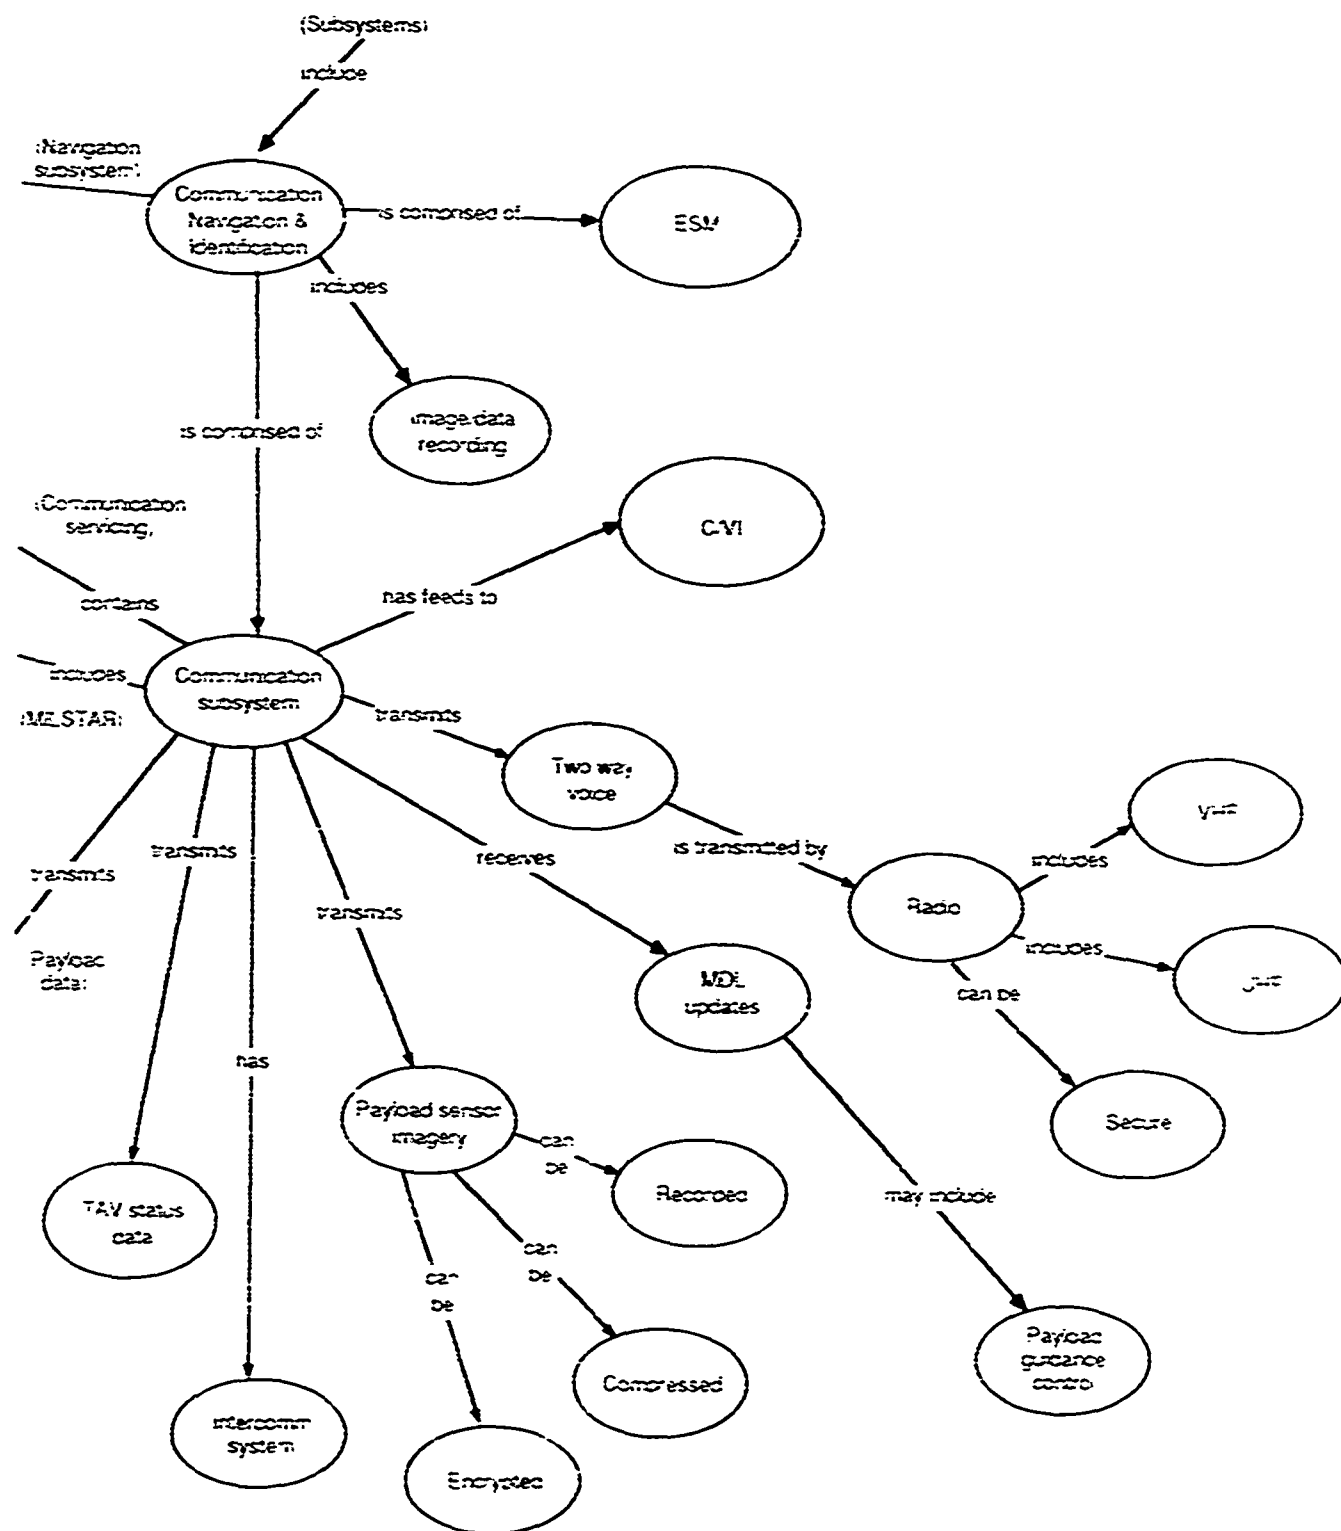 (Subsystems)
include
(Navigation
subsystem)
Communication
Navigation &
Identification
is comprised of
ESM
includes
image/data
recording
is comprised of
(Communication
servicing)
contains
has feeds to
includes
Communication
subsystem
(MILSTAR)
transmits
Two way
voice
is transmitted by
Radio
includes
VHF
includes
UHF
can be
Secure
transmits
transmits
receives
transmits
Payload
data)
MDL
updates
has
Payload sensor
imagery
can
be
Recorded
may include
TAV status
data
can
be
can
be
Payload
guidance
control
Compressed
Intercomm
system
Encrypted